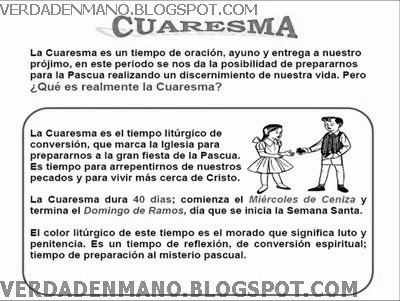 VERDADENMANO.BLOGSPOT.COM
CUARESMA
La Cuaresma es un tiempo de oración, ayuno y entrega a nuestro
prójimo, en este periodo se nos da la posibilidad de prepararnos
para la Pascua realizando un discernimiento de nuestra vida. Pero
¿Qué es realmente la Cuaresma?
La Cuaresma es el tiempo litúrgico de
conversión, que marca la Iglesia para
prepararnos a la gran fiesta de la Pascua.
Es tiempo para arrepentirnos de nuestros
pecados y para vivir más cerca de Cristo.
La Cuaresma dura 40 días; comienza el Miércoles de Ceniza y
termina el Domingo de Ramos, día que se inicia la Semana Santa.
El color litúrgico de este tiempo es el morado que significa luto y
penitencia. Es un tiempo de reflexión, de conversión espiritual;
tiempo de preparación al misterio pascual.
VERDADENMANO.BLOGSPOT.COM